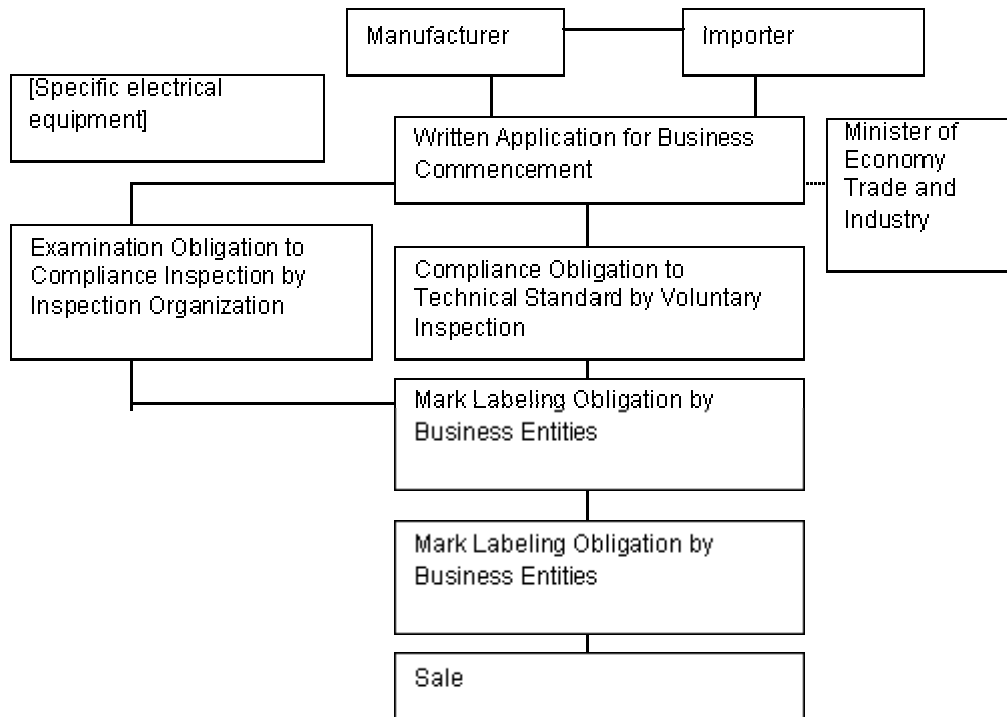 Manufacturer
Importer
[Specific electrical
equipment]
Written Application for Business
Commencement
Minister of
Economy
Trade and
Industry
Examination Obligation to
Compliance Inspection by
Inspection Organization
Compliance Obligation to
Technical Standard by Voluntary
Inspection
Mark Labeling Obligation by
Business Entities
Mark Labeling Obligation by
Business Entities
Sale